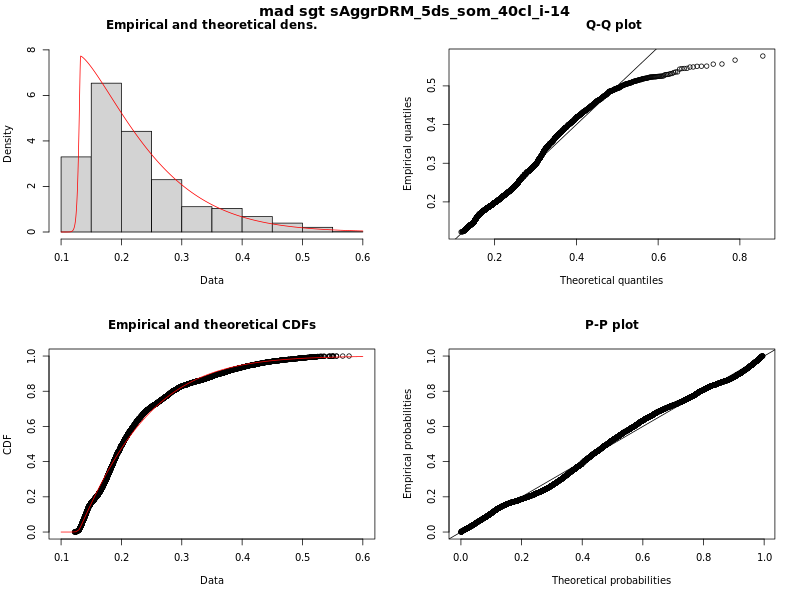 mad sgt sAggrDRM_5ds_som_40cl_i-14
Empirical and theoretical dens.
Density
0 2 4 6 8
0.1 0.2 0.3 0.4 0.5 0.6
Data
Q-Q plot
Empirical quantiles
0.2 0.3 0.4 0.5
0.2 0.4 0.6 0.8
Theoretical quantiles
Empirical and theoretical CDFs
CDF
0.0 0.2 0.4 0.6 0.8 1.0
0.1 0.2 0.3 0.4 0.5 0.6
Data
P-P plot
Empirical probabilities
0.0 0.2 0.4 0.6 0.8 1.0
0.0 0.2 0.4 0.6 0.8 1.0
Theoretical probabilities